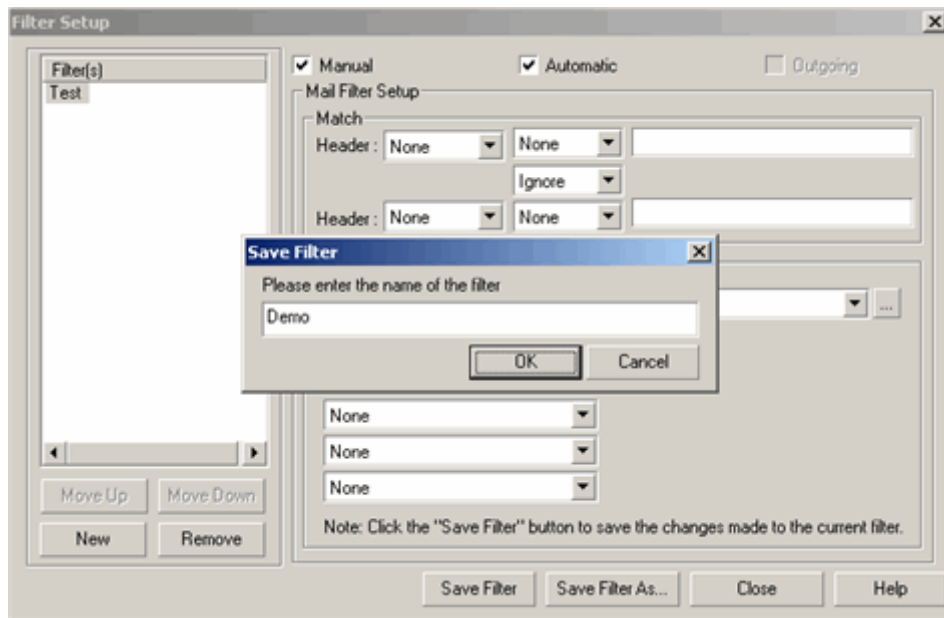 Filter Setup
Filter(s)
Test
Manual Automatic Outgoing
Mail Filter Setup
Match
Header : None None
Ignore
Header : None None
Save Filter
Please enter the name of the filter
Demo
OK Cancel
...
None
None
None
Note: Click the "Save Filter" button to save the changes made to the current filter.
Move Up Move Down
New Remove
Save Filter Save Filter As... Close Help